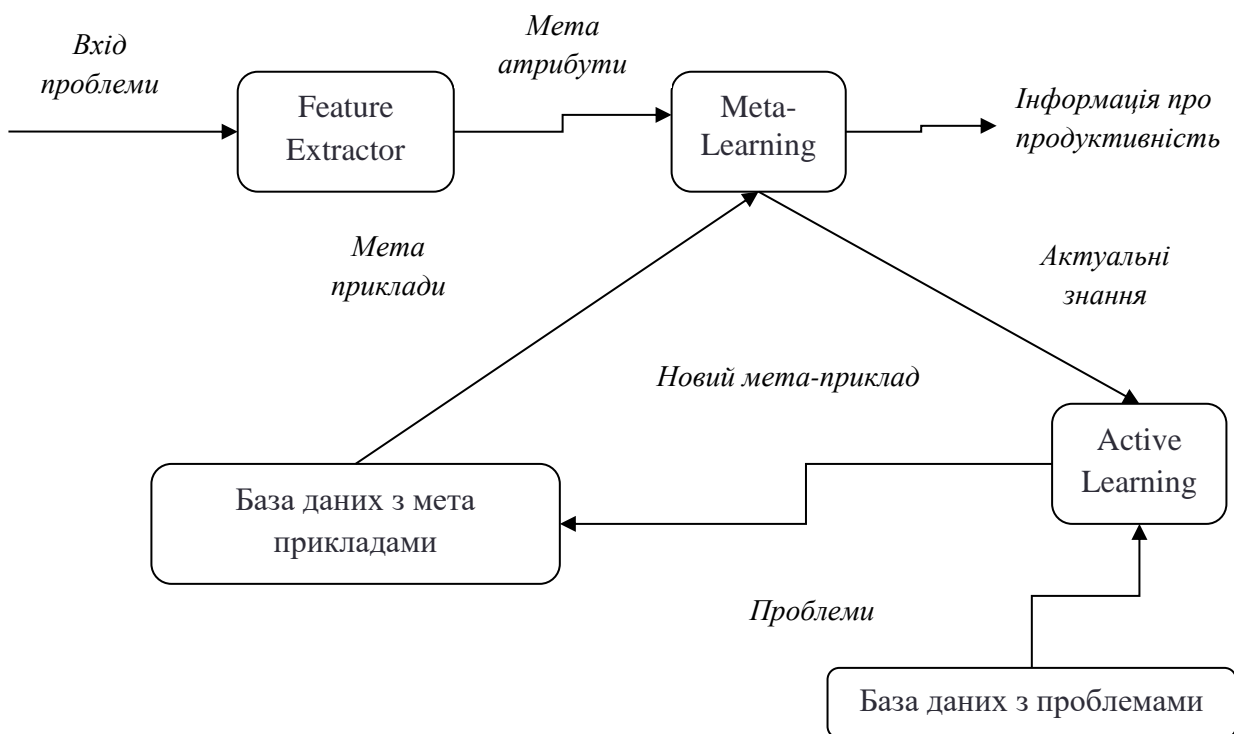 Вхід
проблеми
Мета
атрибути
Feature
Extractor
Meta-
Learning
Інформація про
продуктивність
Мета
приклади
Актуальні
знання
Новий мета-приклад
Active
Learning
База даних з мета
прикладами
Проблеми
База даних з проблемами